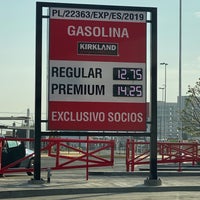 PL/22363/EXP/ES/2019
GASOLINA
KIRKLAND
REGULAR 12.75
PREMIUM 14.25
EXCLUSIVO SOCIOS